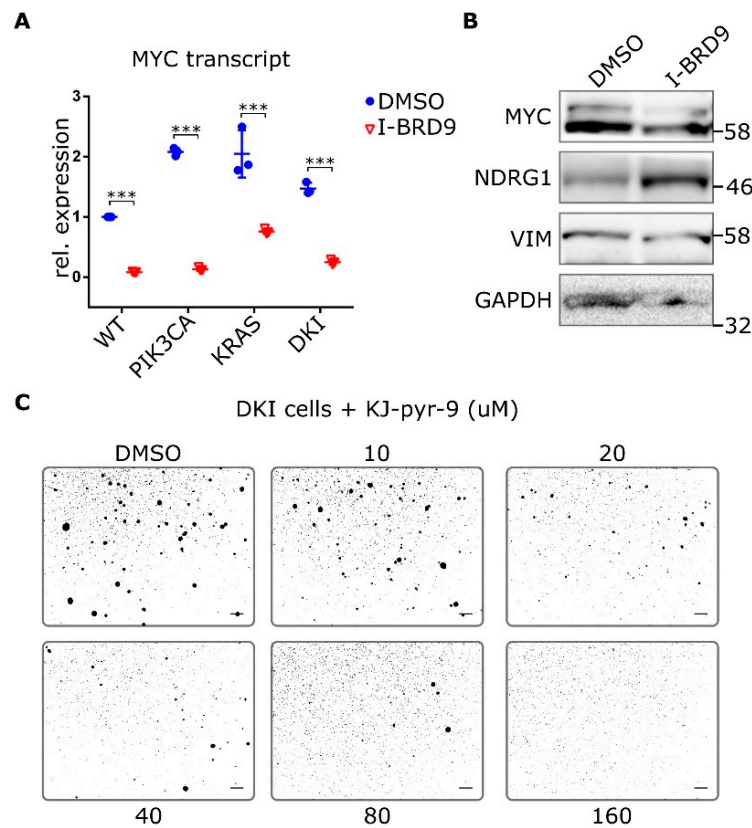 A
MYC transcript
rel. expression
3
2
1
0
***
***
***
***
DMSO
I-BRD9
WT
PIK3CA
KRAS
DKI
B
DMSO
I-BRD9
MYC
58
NDRG1
46
VIM
58
GAPDH
32
C
DKI cells + KJ-pyr-9 (uM)
DMSO
10
20
40
80
160